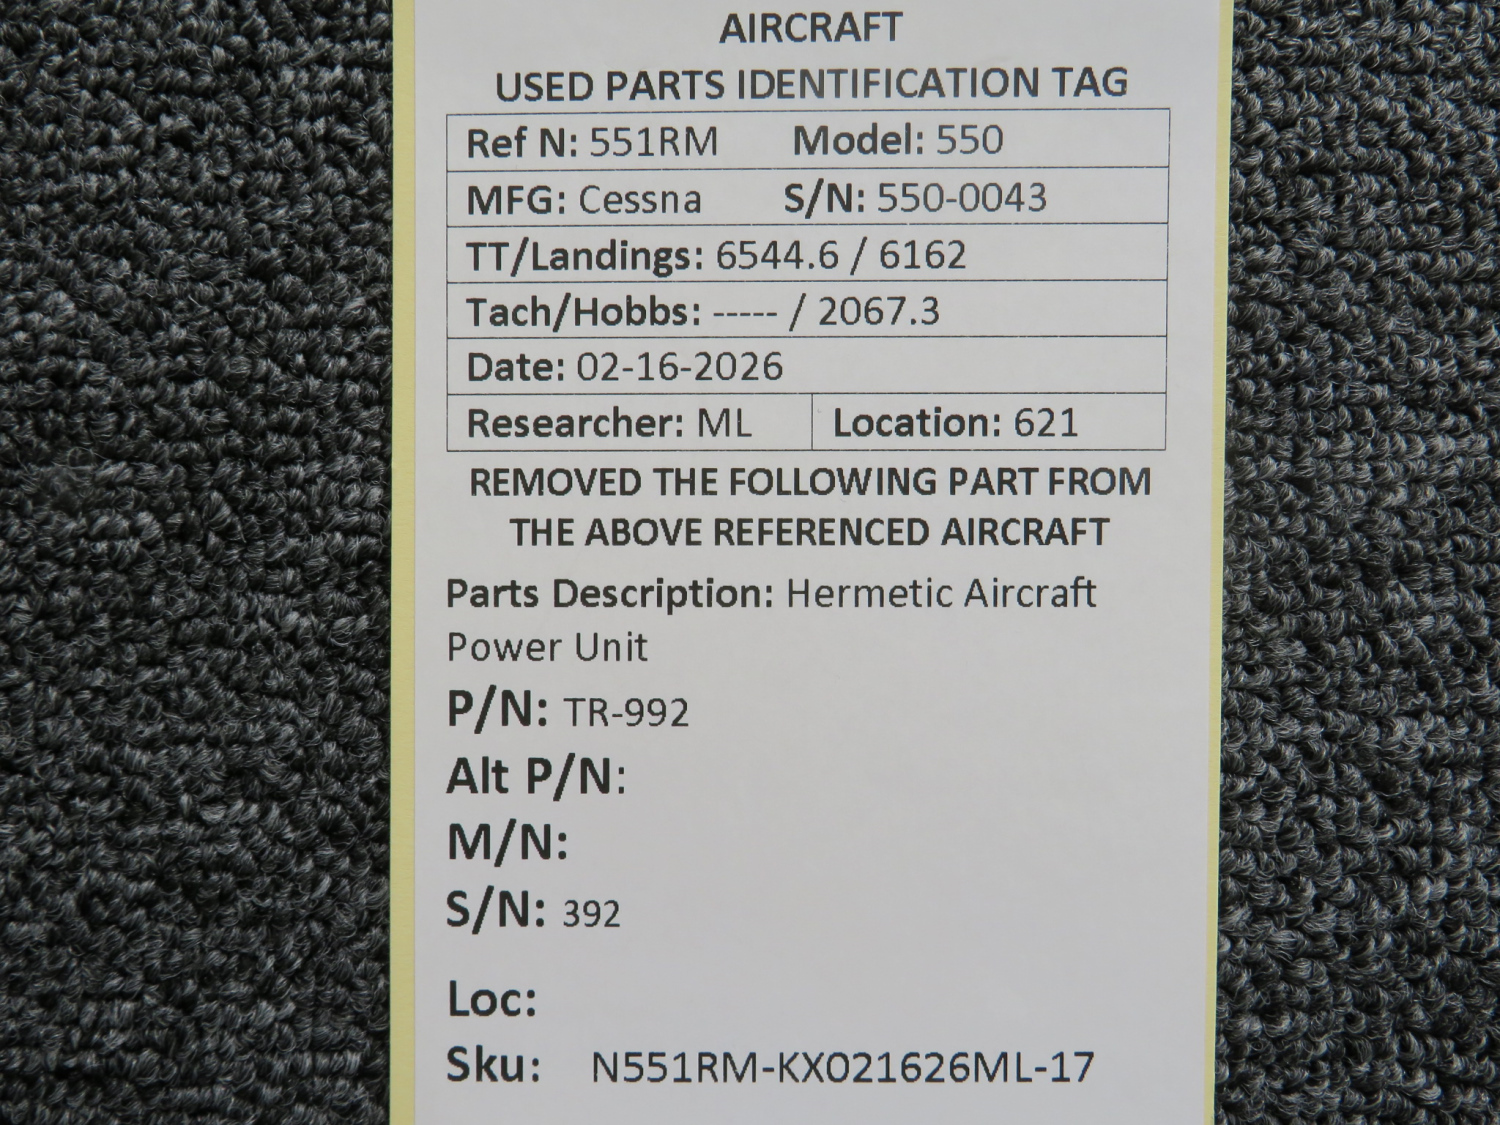 AIRCRAFT
USED PARTS IDENTIFICATION TAG
Ref N: 551RM Model: 550
MFG: Cessna S/N: 550-0043
TT/Landings: 6544.6 / 6162
Tach/Hobbs: ----- / 2067.3
Date: 02-16-2026
Researcher: ML Location: 621
REMOVED THE FOLLOWING PART FROM
THE ABOVE REFERENCED AIRCRAFT
Parts Description: Hermetic Aircraft
Power Unit
P/N: TR-992
Alt P/N:
M/N:
S/N: 392
Loc:
Sku: N551RM-KX021626ML-17